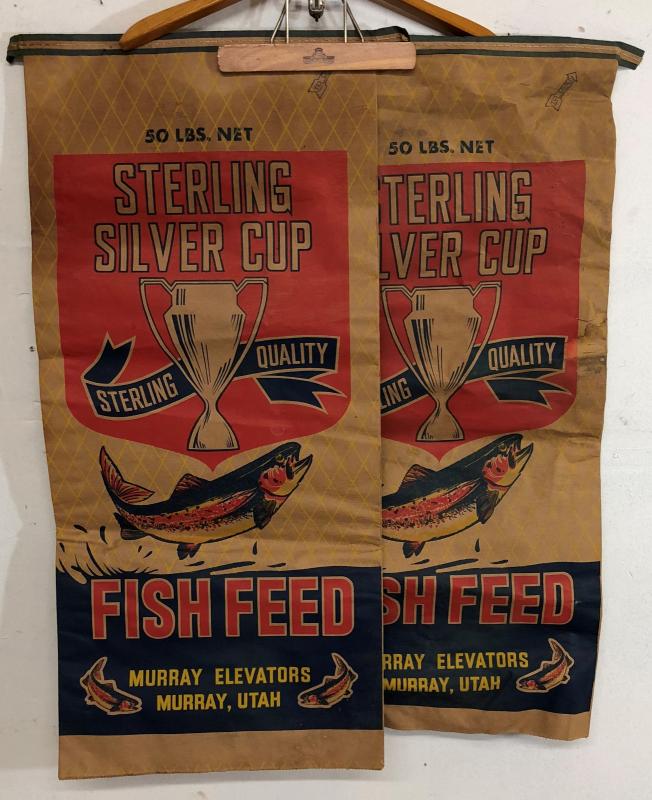 50 LBS. NET
STERLING
SILVER CUP
STERLING QUALITY
FISH FEED
MURRAY ELEVATORS
MURRAY, UTAH
50 LBS. NET
TERLING
LVER CUP
ING QUALITY
SH FEED
RRAY ELEVATORS
MURRAY, UTAH